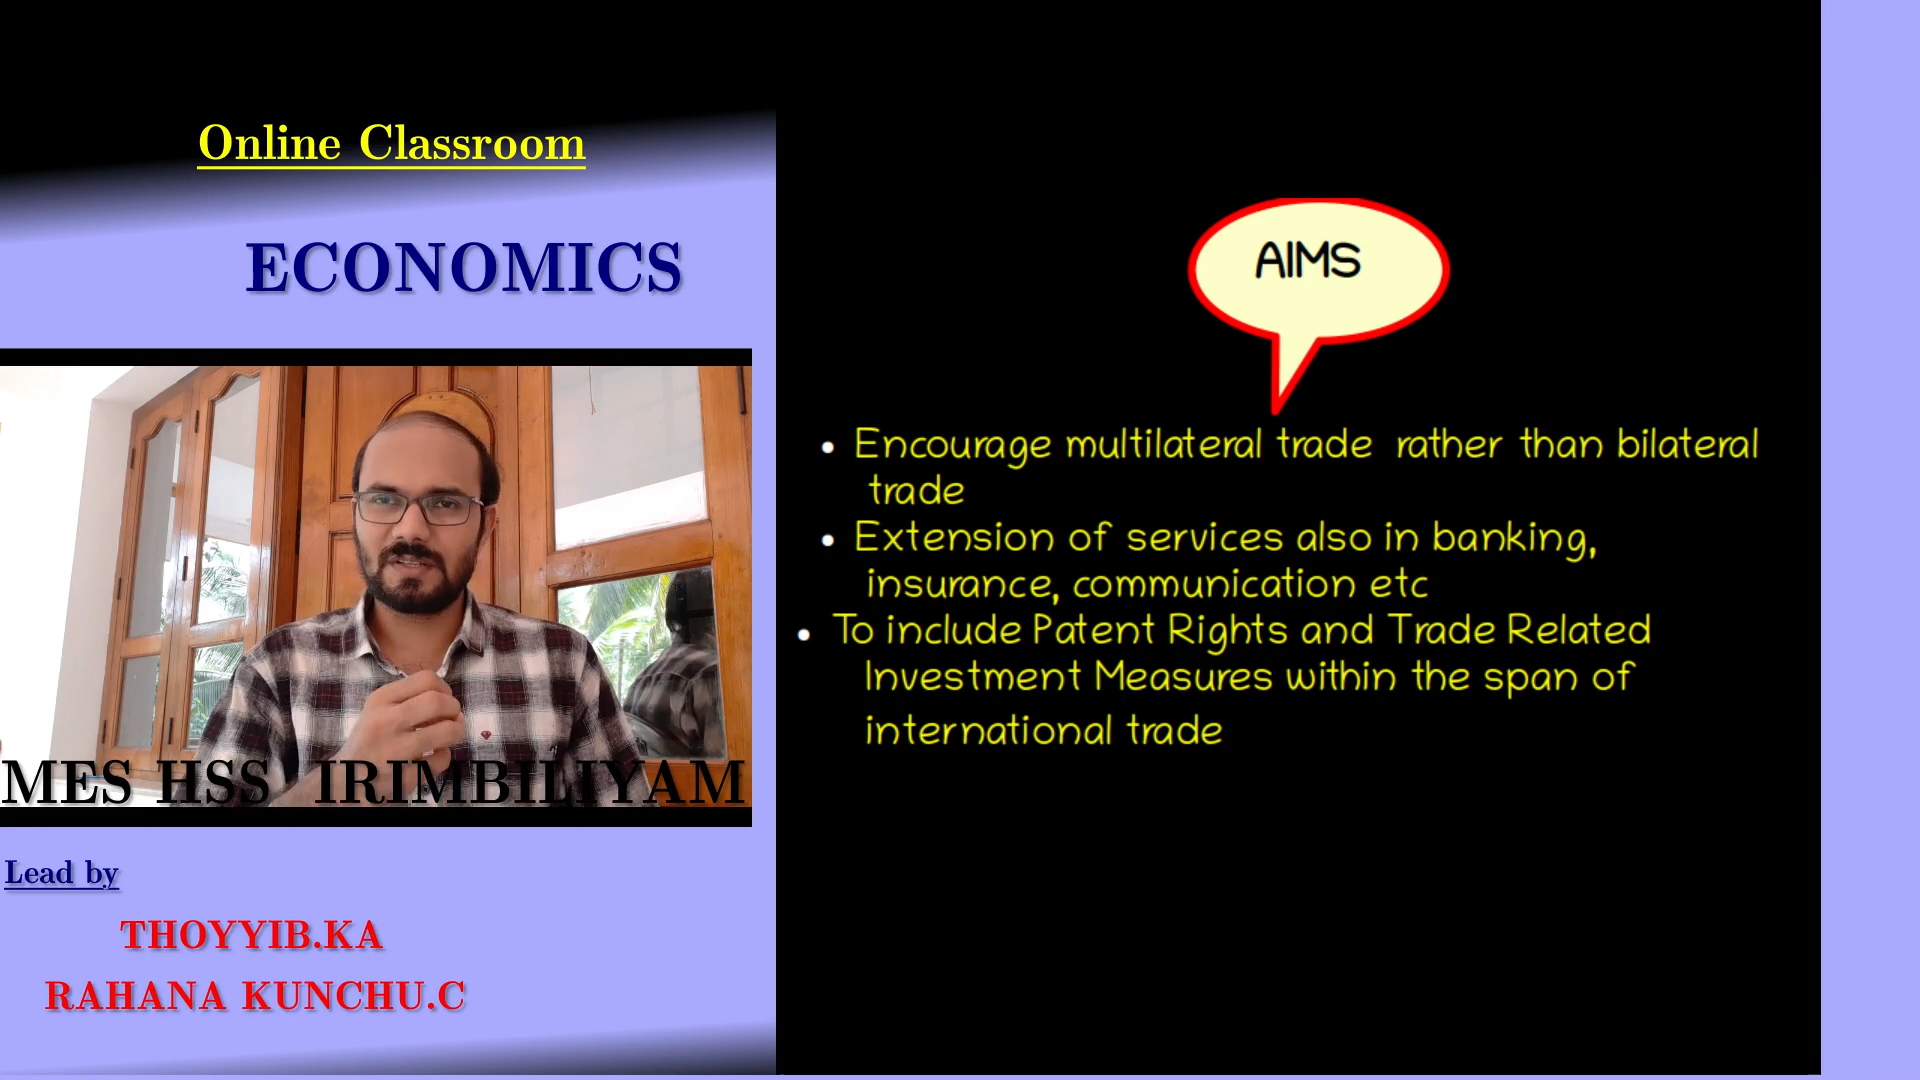 Online Classroom
ECONOMICS
MES HSS IRIMBILIYAM
Lead by
THOYYIB.KA
RAHANA KUNCHU.C
AIMS
• Encourage multilateral trade rather than bilateral
trade
• Extension of services also in banking,
insurance, communication etc
• To include Patent Rights and Trade Related
Investment Measures within the span of
international trade